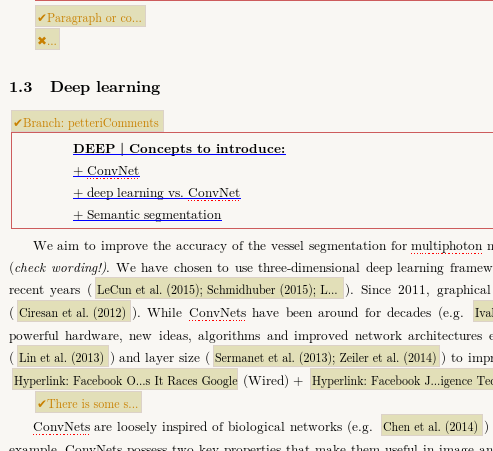 ✔Paragraph or co...
✖...
1.3 Deep learning
✔Branch: petteriComments
DEEP | Concepts to introduce:
+ ConvNet
+ deep learning vs. ConvNet
+ Semantic segmentation
We aim to improve the accuracy of the vessel segmentation for multiphoton
(check wording!). We have chosen to use three-dimensional deep learning
recent years ( LeCun et al. (2015); Schmidhuber (2015); L... ). Since 2011, graphical
( Ciresan et al. (2012) ). While ConvNets have been around for decades (e.g.
powerful hardware, new ideas, algorithms and improved network architectures
( Lin et al. (2013) ) and layer size ( Sermanet et al. (2013); Zeiler et al. (2014) ) to
Hyperlink: Facebook O...s It Races Google (Wired) + Hyperlink: Facebook J...igence
✔There is some s...
ConvNets are loosely inspired of biological networks (e.g. Chen et al. (2014) )
example, ConvNets possess two key properties that make them useful in image